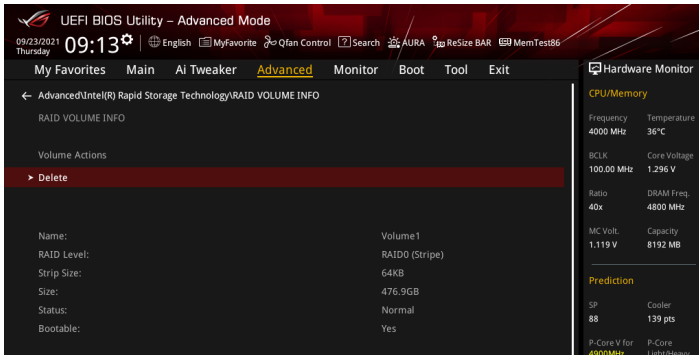 UEFI BIOS Utility – Advanced Mode
09/23/2021
Thursday
09:13
English
MyFavorite
Qfan Control
Search
AURA
ReSize BAR
MemTest86
My Favorites Main Ai Tweaker Advanced Monitor Boot Tool Exit
Hardware Monitor
Advanced\Intel(R) Rapid Storage Technology\RAID VOLUME INFO
RAID VOLUME INFO
Volume Actions
Delete
Name: Volume1
RAID Level: RAID0 (Stripe)
Strip Size: 64KB
Size: 476.9GB
Status: Normal
Bootable: Yes
CPU/Memory
Frequency Temperature
4000 MHz 36°C
BCLK Core Voltage
100.00 MHz 1.296 V
Ratio DRAM Freq.
40x 4800 MHz
MC Volt. Capacity
1.119 V 8192 MB
Prediction
SP Cooler
88 139 pts
P-Core V for P-Core
4900MHz Light/Heavy